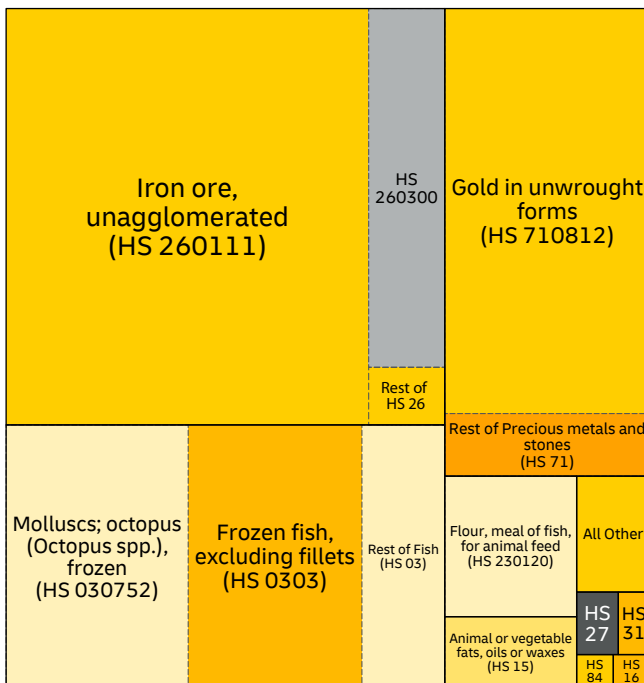 Iron ore,
unagglomerated
(HS 260111)
HS
260300
Rest of
HS 26
Gold in unwrought
forms
(HS 710812)
Rest of Precious metals and
stones
(HS 71)
Molluscs; octopus
(Octopus spp.),
frozen
(HS 030752)
Frozen fish,
excluding fillets
(HS 0303)
Rest of Fish
(HS 03)
Flour, meal of fish,
for animal feed
(HS 230120)
All Other
Animal or vegetable
fats, oils or waxes
(HS 15)
HS
27
HS
31
HS
84
HS
16